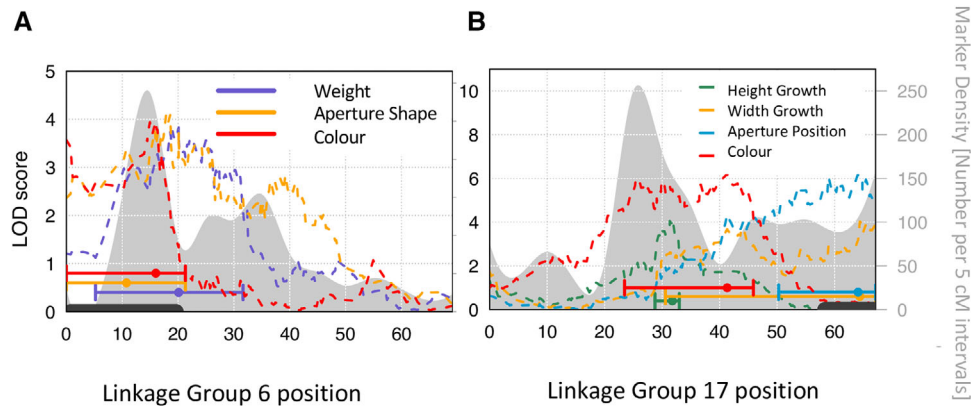 A
B
5
4
3
2
1
0
LOD score
Weight
Aperture Shape
Colour
0 10 20 30 40 50 60
Linkage Group 6 position
10
8
6
4
2
0
Height Growth
Width Growth
Aperture Position
Colour
250
200
150
100
50
0
0 10 20 30 40 50 60
Linkage Group 17 position
Marker Density [Number per 5 cM intervals]